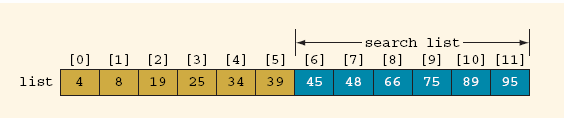 search list
[0] [1] [2] [3] [4] [5] [6] [7] [8] [9] [10] [11]
list 4 8 19 25 34 39 45 48 66 75 89 95